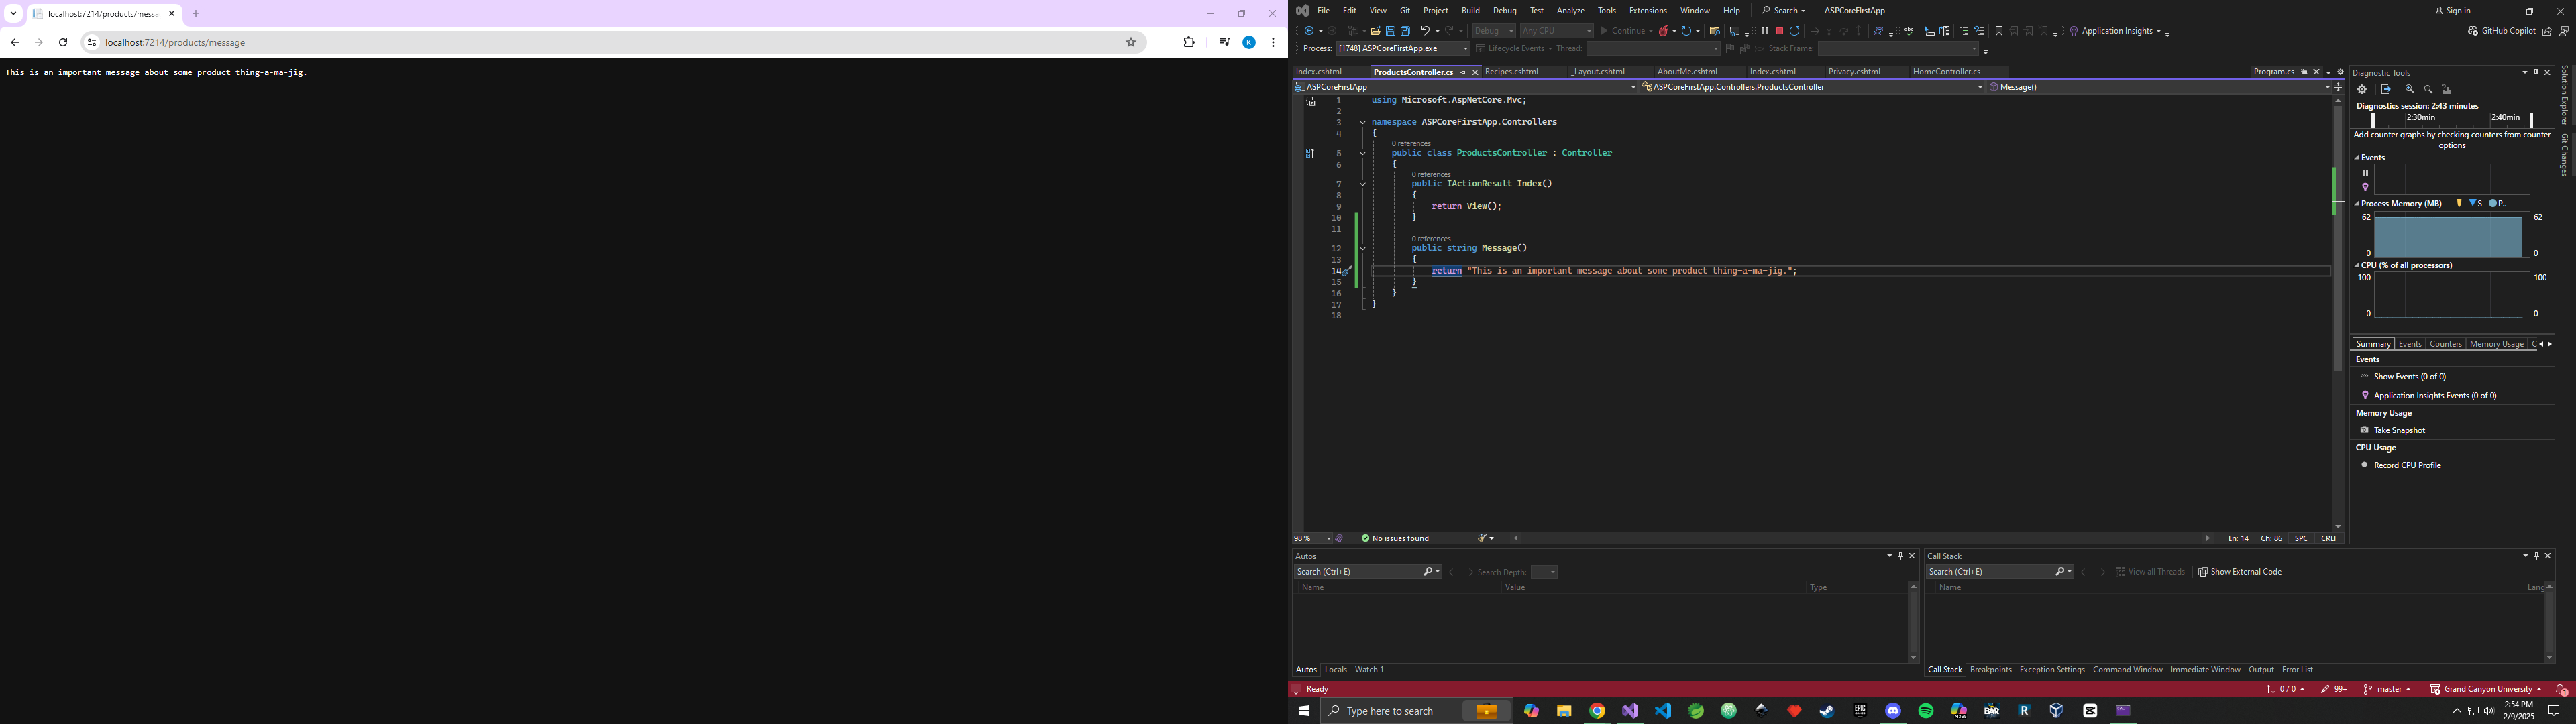 localhost:7214/products/messa
localhost:7214/products/message
This is an important message about some product thing-a-ma-jig.
File Edit View Git Project Build Debug Test Analyze Tools Extensions Window Help Search ASPCoreFirstApp Sign in
Debug Any CPU Continue Application Insights GitHub Copilot
Process: [1748] ASPCoreFirstApp.exe Lifecycle Events Thread: Stack Frame:
Index.cshtml ProductsController.cs Recipes.cshtml _Layout.cshtml AboutMe.cshtml Index.cshtml Privacy.cshtml HomeController.cs Program.cs
ASPCoreFirstApp ASPCoreFirstApp.Controllers.ProductsController Message()
1 using Microsoft.AspNetCore.Mvc;
2
3 namespace ASPCoreFirstApp.Controllers
4 {
0 references
5 public class ProductsController : Controller
6 {
0 references
7 public IActionResult Index()
8 {
9 return View();
10 }
11
0 references
12 public string Message()
13 {
14 return "This is an important message about some product thing-a-ma-jig.";
15 }
16 }
17 }
18
98 % No issues found Ln: 14 Ch: 86 SPC CRLF
Diagnostic Tools
Diagnostics session: 2:43 minutes
2:30min 2:40min
Add counter graphs by checking counters from counter
options
Events
Process Memory (MB) S P..
62 62
0 0
CPU (% of all processors)
100 100
0 0
Summary Events Counters Memory Usage C
Events
Show Events (0 of 0)
Application Insights Events (0 of 0)
Memory Usage
Take Snapshot
CPU Usage
Record CPU Profile
Solution Explorer
Git Changes
Autos
Search (Ctrl+E) Search Depth:
Name Value Type
Autos Locals Watch 1
Call Stack
Search (Ctrl+E) View all Threads Show External Code
Name Lang
Call Stack Breakpoints Exception Settings Command Window Immediate Window Output Error List
Ready 0 / 0 99+ master Grand Canyon University 1
Type here to search
EPIC
M365
BAR
R
2:54 PM
2/9/2025
K